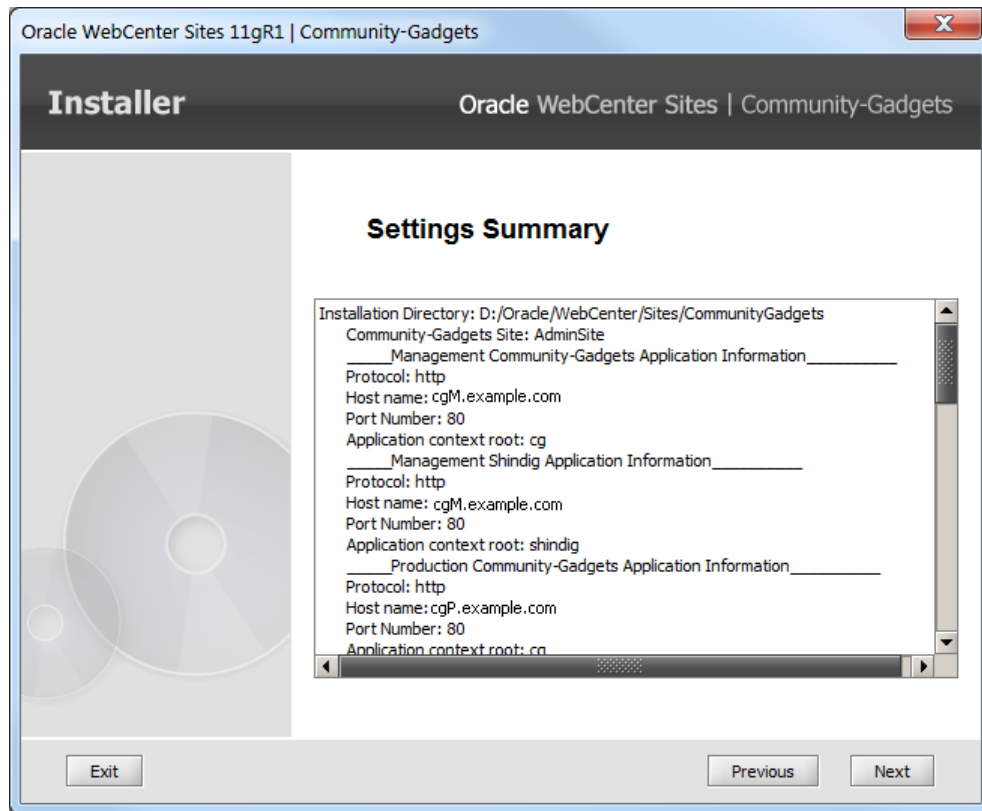 Oracle WebCenter Sites 11gR1 | Community-Gadgets
Installer
Oracle WebCenter Sites | Community-Gadgets
Settings Summary
Installation Directory: D:/Oracle/WebCenter/Sites/CommunityGadgets
Community-Gadgets Site: AdminSite
_____Management Community-Gadgets Application Information__________
Protocol: http
Host name: cgM.example.com
Port Number: 80
Application context root: cg
_____Management Shindig Application Information__________
Protocol: http
Host name: cgM.example.com
Port Number: 80
Application context root: shindig
_____Production Community-Gadgets Application Information__________
Protocol: http
Host name: cgP.example.com
Port Number: 80
Application context root: cg
Exit
Previous
Next